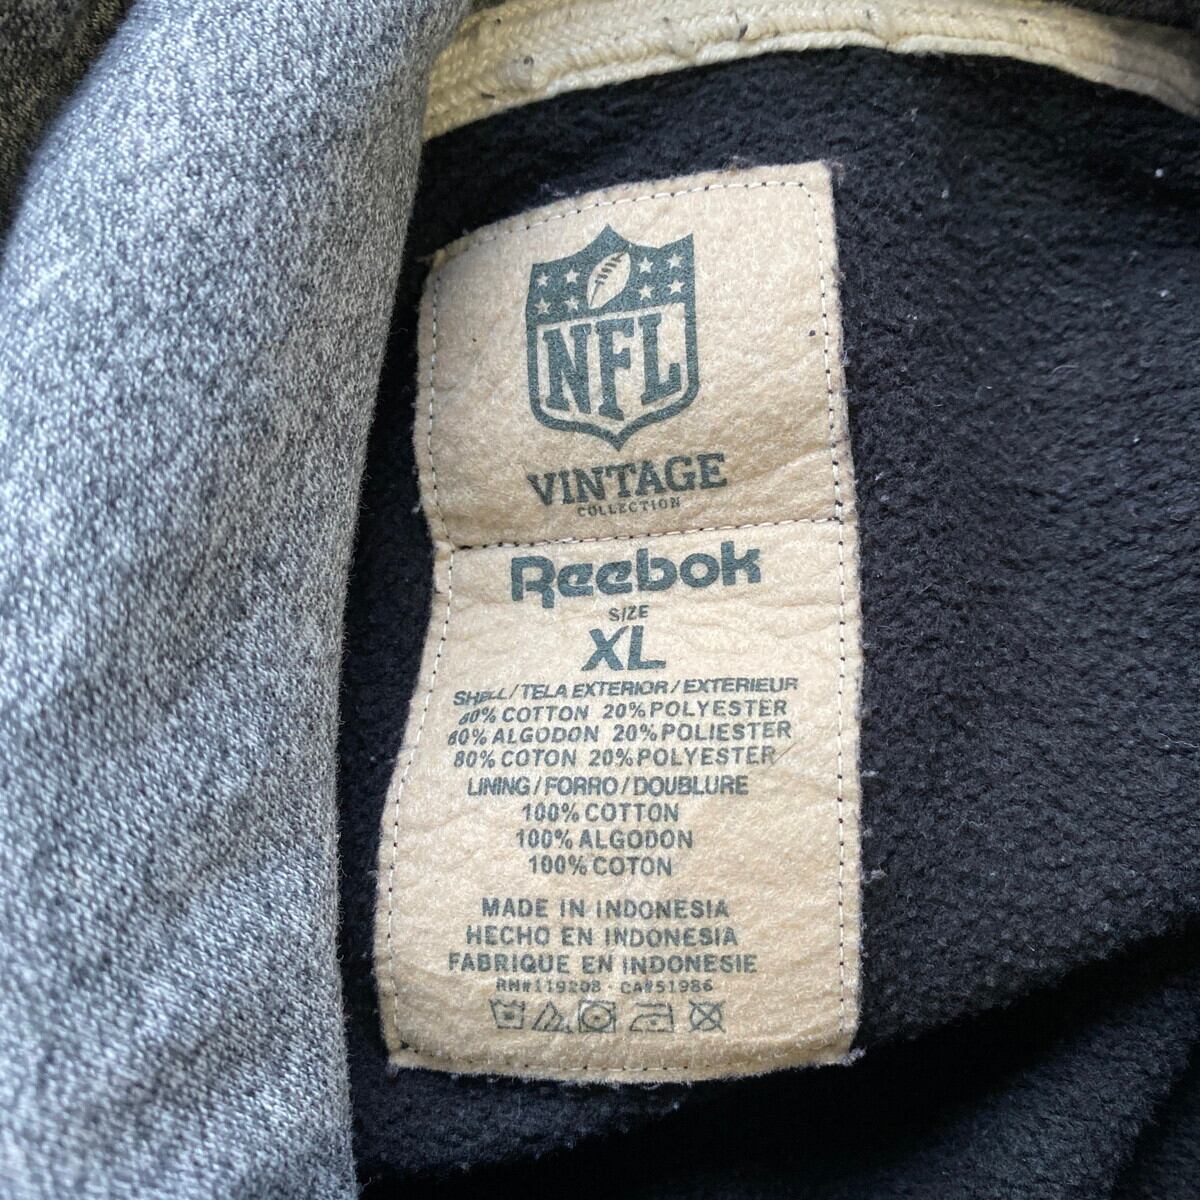 NFL
VINTAGE
COLLECTION
Reebok
SIZE
XL
SHELL/TELA EXTERIOR/EXTERIEUR
80% COTTON 20% POLYESTER
80% ALGODON 20% POLIESTER
80% COTON 20% POLYESTER
LINING/FORRO/DOUBLURE
100% COTTON
100% ALGODON
100% COTON
MADE IN INDONESIA
HECHO EN INDONESIA
FABRIQUE EN INDONESIE
RN#119208 - CA#51986